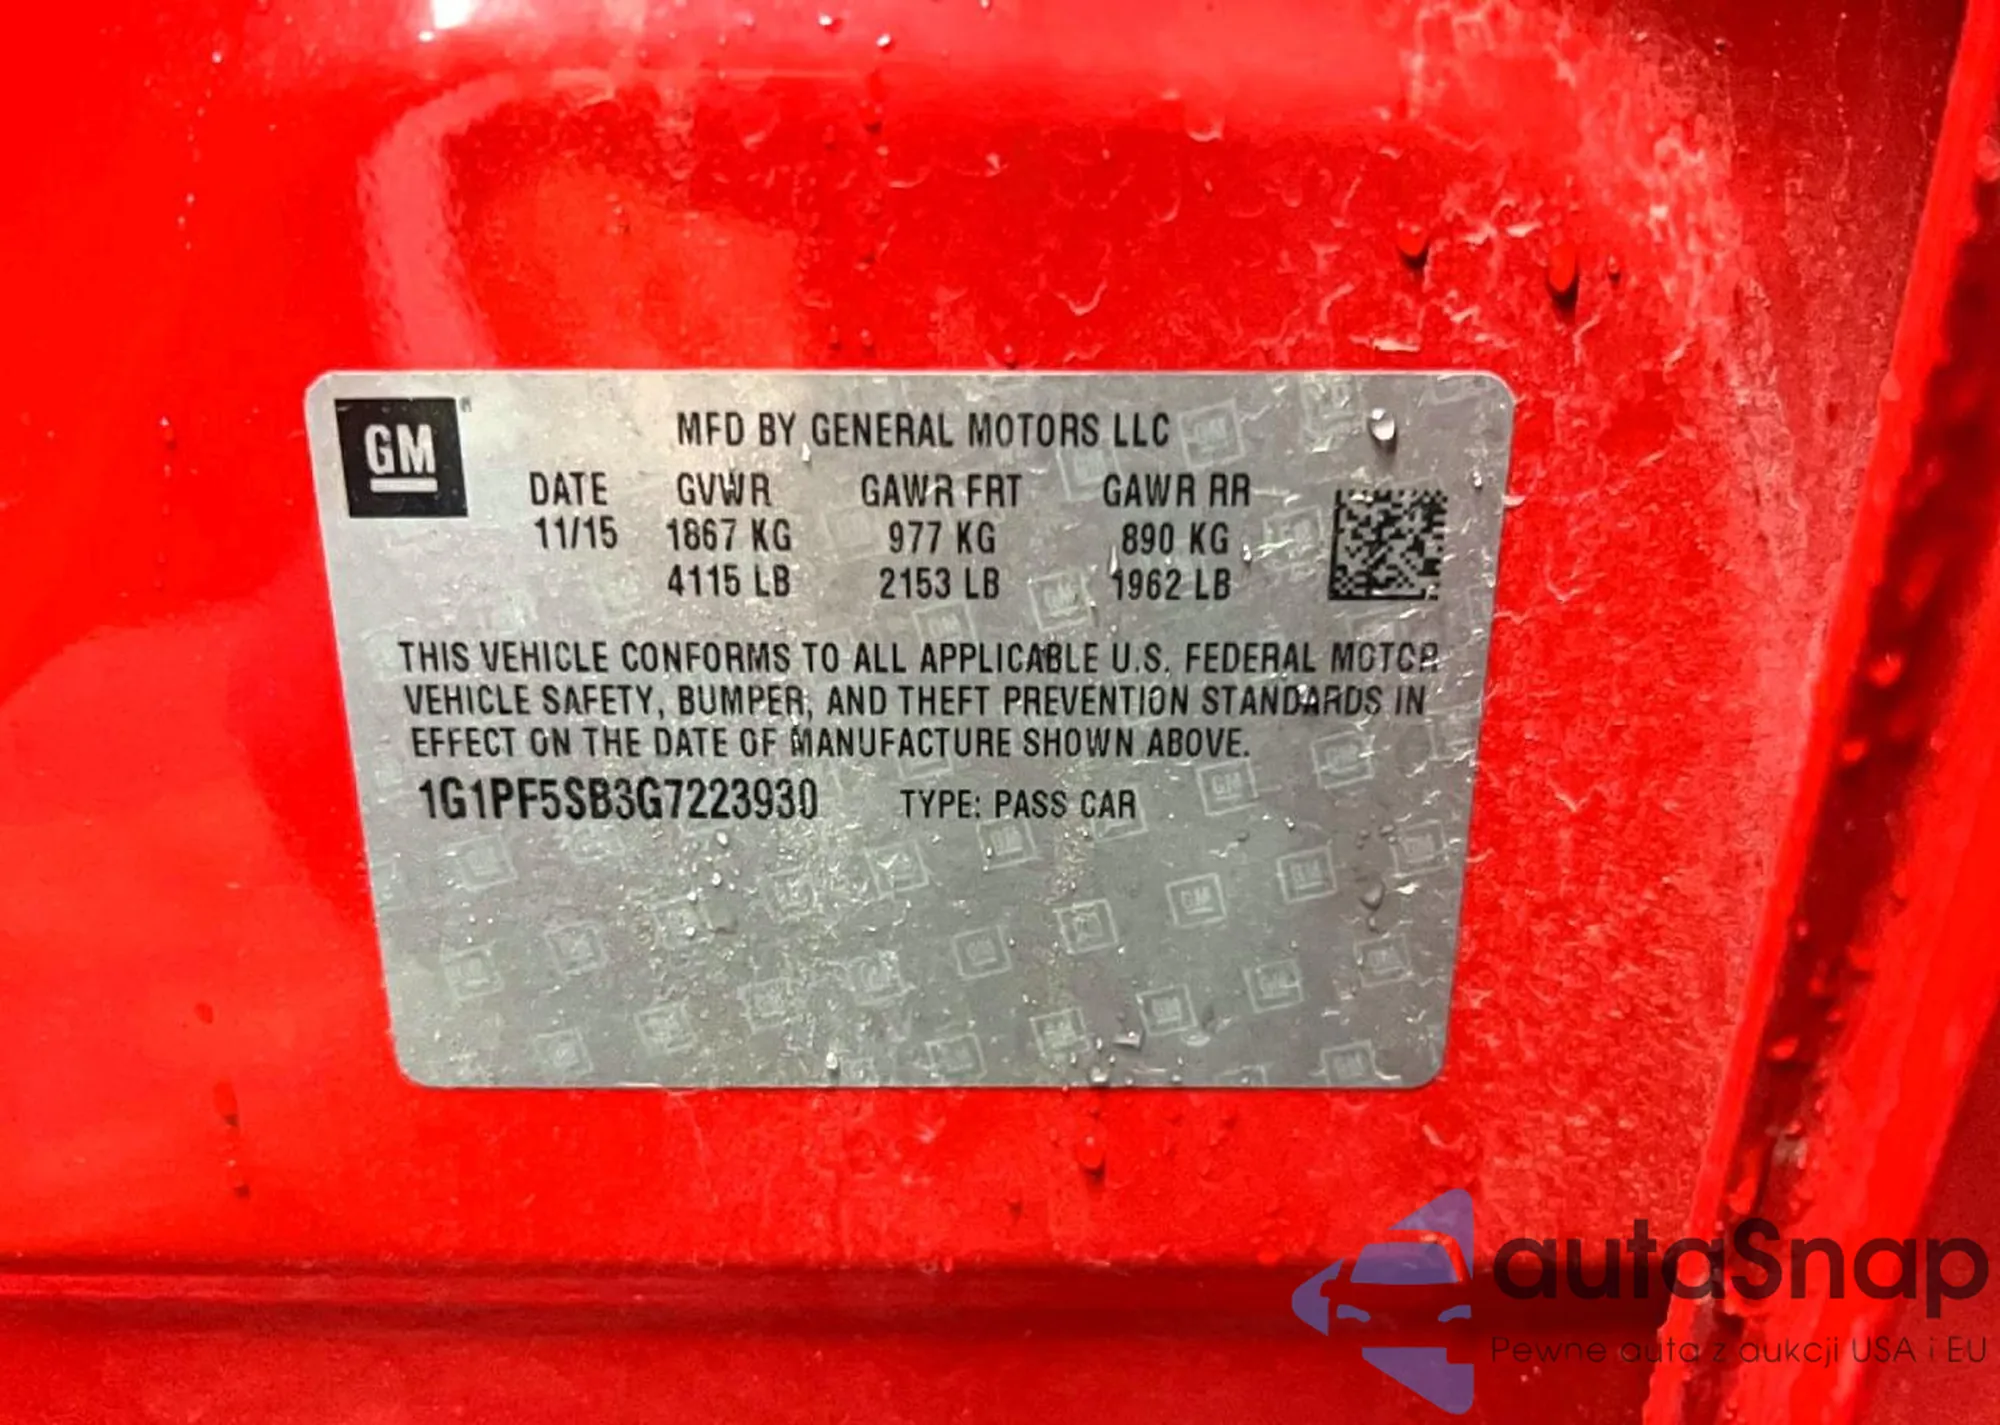 GM
MFD BY GENERAL MOTORS LLC
DATE GVWR GAWR FRT GAWR RR
11/15 1867 KG 977 KG 890 KG
4115 LB 2153 LB 1962 LB
THIS VEHICLE CONFORMS TO ALL APPLICABLE U.S. FEDERAL MOTOR
VEHICLE SAFETY, BUMPER, AND THEFT PREVENTION STANDARDS IN
EFFECT ON THE DATE OF MANUFACTURE SHOWN ABOVE.
1G1PF5SB3G7223930 TYPE: PASS CAR
autaSnap
Pewne auta z aukcji USA i EU